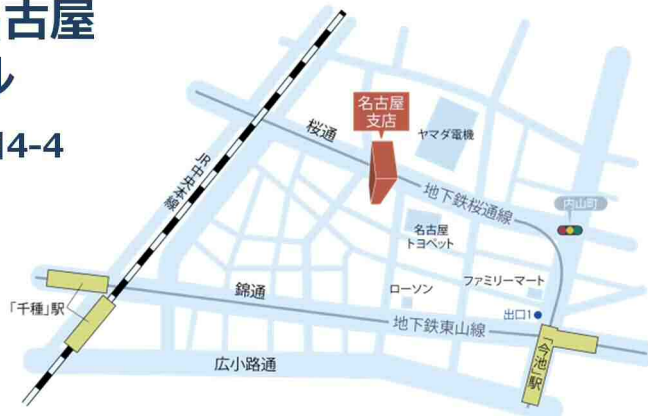 古屋
ル
14-4
名古屋
支店
ヤマダ電機
桜通
JR中央本線
地下鉄桜通線
内山町
名古屋
トヨペット
「千種」駅
錦通
ローソン
ファミリーマート
出口1
地下鉄東山線
「今池」駅
広小路通